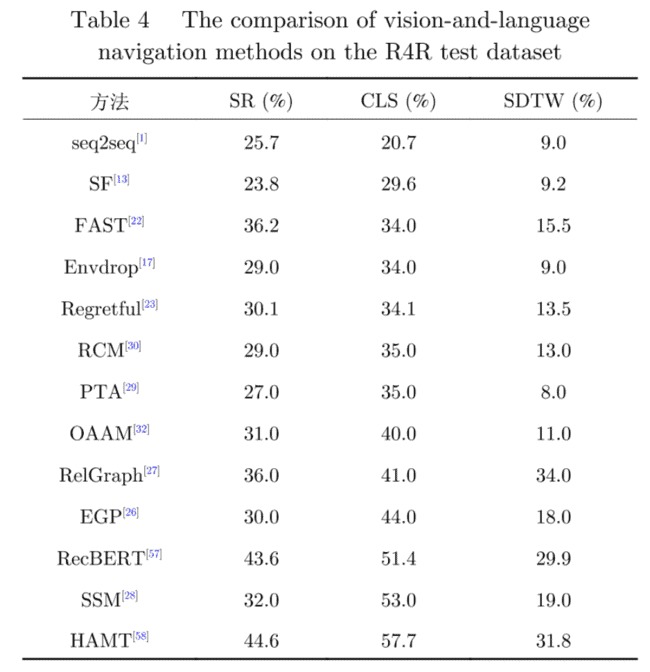 Table 4 The comparison of vision-and-language
navigation methods on the R4R test dataset
方法 SR (%) CLS (%) SDTW (%)
seq2seq[1] 25.7 20.7 9.0
SF[13] 23.8 29.6 9.2
FAST[22] 36.2 34.0 15.5
Envdrop[17] 29.0 34.0 9.0
Regretful[23] 30.1 34.1 13.5
RCM[30] 29.0 35.0 13.0
PTA[29] 27.0 35.0 8.0
OAAM[32] 31.0 40.0 11.0
RelGraph[27] 36.0 41.0 34.0
EGP[26] 30.0 44.0 18.0
RecBERT[57] 43.6 51.4 29.9
SSM[28] 32.0 53.0 19.0
HAMT[58] 44.6 57.7 31.8